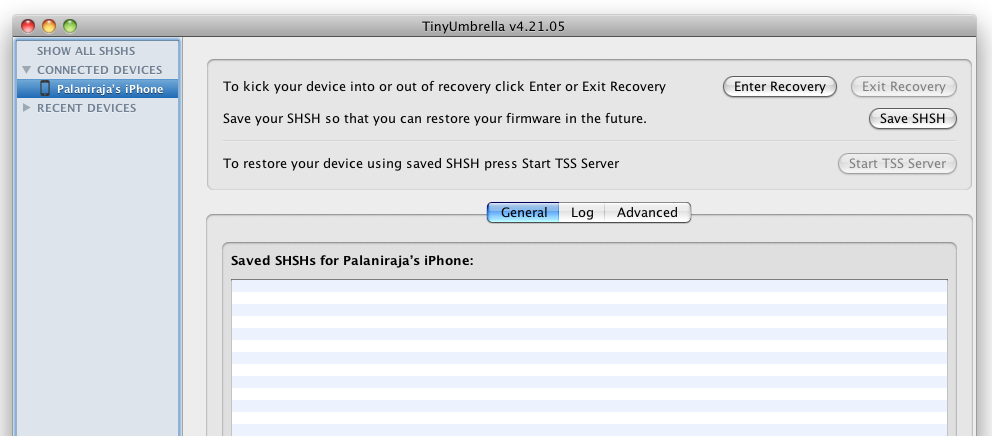 TinyUmbrella v4.21.05
SHOW ALL SHSHS
CONNECTED DEVICES
Palaniraja's iPhone
RECENT DEVICES
To kick your device into or out of recovery click Enter or Exit Recovery
Enter Recovery
Exit Recovery
Save your SHSH so that you can restore your firmware in the future.
Save SHSH
To restore your device using saved SHSH press Start TSS Server
Start TSS Server
General
Log
Advanced
Saved SHSHs for Palaniraja's iPhone: